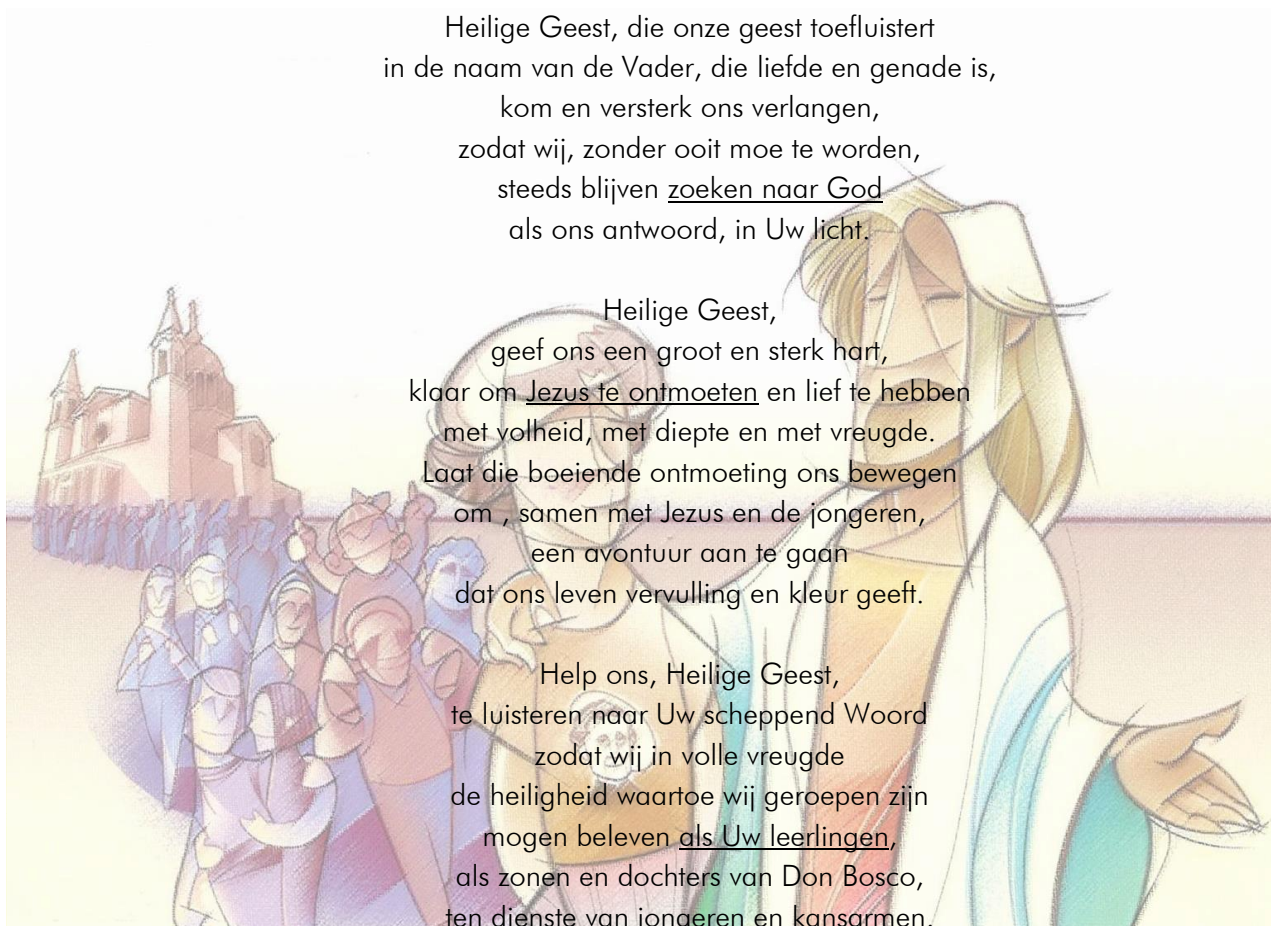 Heilige Geest, die onze geest toefluistert
in de naam van de Vader, die liefde en genade is,
kom en versterk ons verlangen,
zodat wij, zonder ooit moe te worden,
steeds blijven zoeken naar God
als ons antwoord, in Uw licht.
Heilige Geest,
geef ons een groot en sterk hart,
klaar om Jezus te ontmoeten en lief te hebben
met volheid, met diepte en met vreugde.
Laat die boeiende ontmoeting ons bewegen
om , samen met Jezus en de jongeren,
een avontuur aan te gaan
dat ons leven vervulling en kleur geeft.
Help ons, Heilige Geest,
te luisteren naar Uw scheppend Woord
zodat wij in volle vreugde
de heiligheid waartoe wij geroepen zijn
mogen beleven als Uw leerlingen,
als zonen en dochters van Don Bosco,
ten dienste van jongeren en kansarmen.